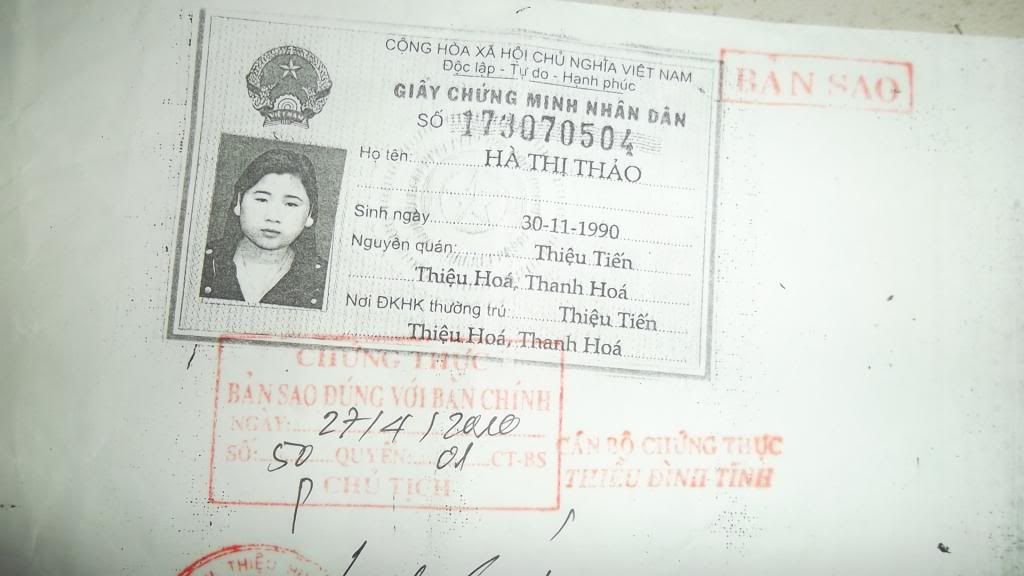 CỘNG HÒA XÃ HỘI CHỦ NGHĨA VIỆT NAM
Độc lập - Tự do - Hạnh phúc
BẢN SAO
GIẤY CHỨNG MINH NHÂN DÂN
SỐ 173070504
Họ tên: HÀ THỊ THẢO
Sinh ngày 30-11-1990
Nguyên quán: Thiệu Tiến
Thiệu Hoá, Thanh Hoá
Nơi ĐKHK thường trú: Thiệu Tiến
Thiệu Hoá, Thanh Hoá
CHỨNG THỰC
BẢN SAO ĐÚNG VỚI BẢN CHÍNH
NGÀY: 27/4/2010
SỐ: 50 QUYỂN: 01 CT-BS
CHỦ TỊCH
CÁN BỘ CHỨNG THỰC
THIỀU ĐÌNH TĨNH
THIỆU